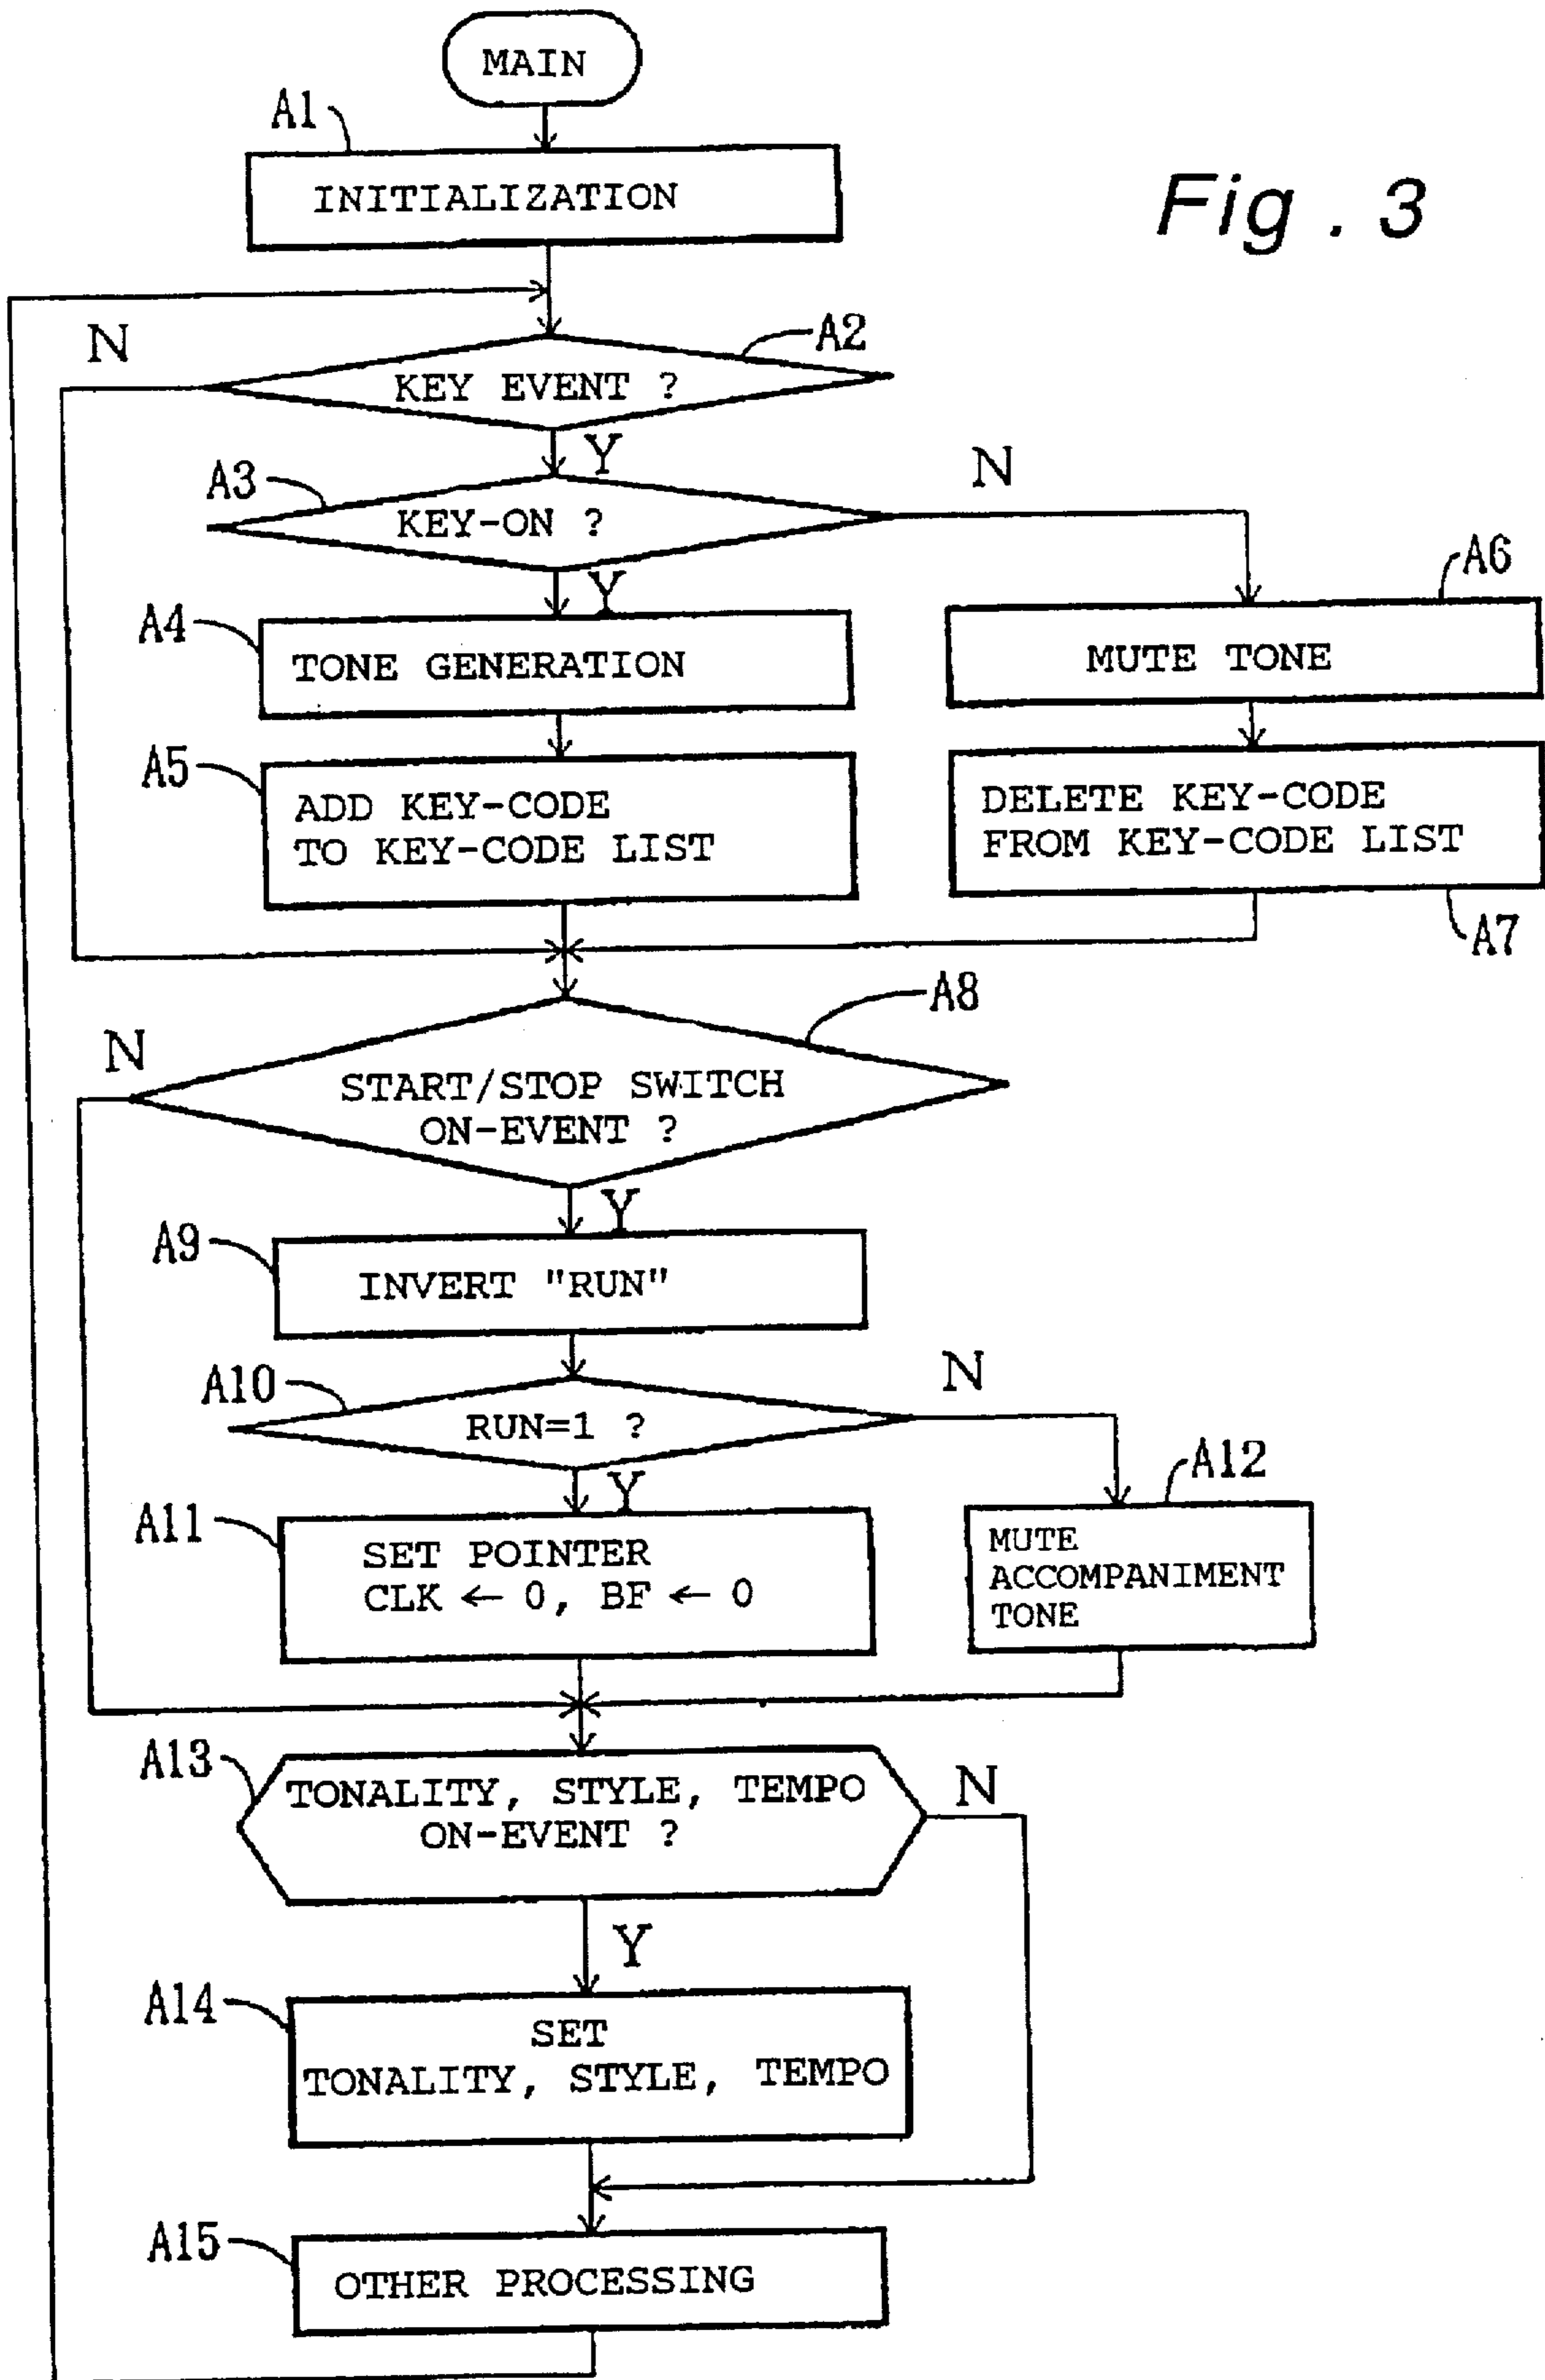 MAIN
A1
INITIALIZATION
Fig. 3
N
A2
KEY EVENT ?
Y
A3
KEY-ON ?
N
Y
A4
TONE GENERATION
A6
MUTE TONE
A5
ADD KEY-CODE
TO KEY-CODE LIST
DELETE KEY-CODE
FROM KEY-CODE LIST
A7
A8
N
START/STOP SWITCH
ON-EVENT ?
Y
A9
INVERT "RUN"
A10
RUN=1 ?
N
Y
A11
SET POINTER
CLK ← 0, BF ← 0
A12
MUTE
ACCOMPANIMENT
TONE
A13
TONALITY, STYLE, TEMPO
ON-EVENT ?
N
Y
A14
SET
TONALITY, STYLE, TEMPO
A15
OTHER PROCESSING